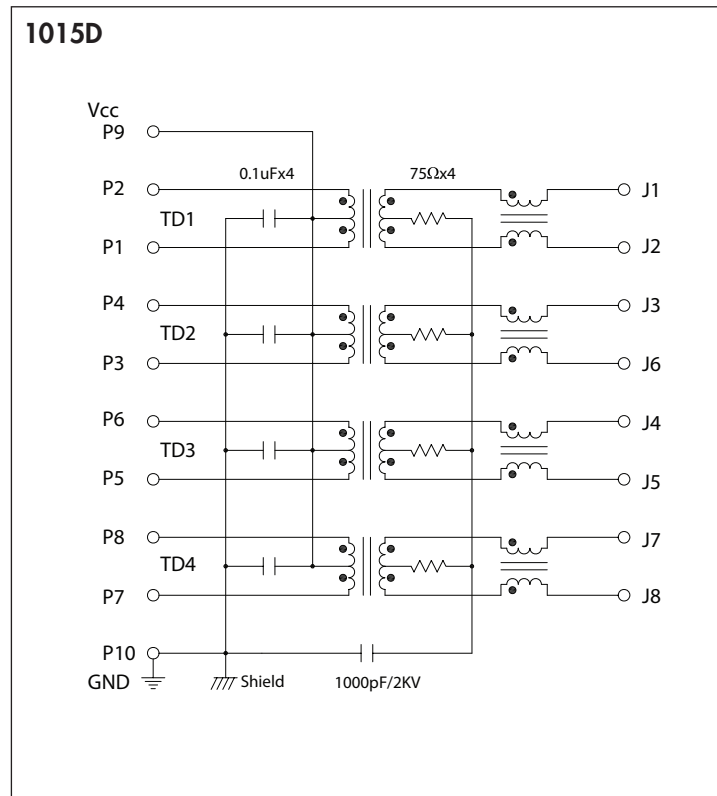 1015D
Vcc
P9
0.1uFx4
75Ωx4
P2
J1
TD1
P1
J2
P4
J3
TD2
P3
J6
P6
J4
TD3
P5
J5
P8
J7
TD4
P7
J8
P10
GND
Shield
1000pF/2KV